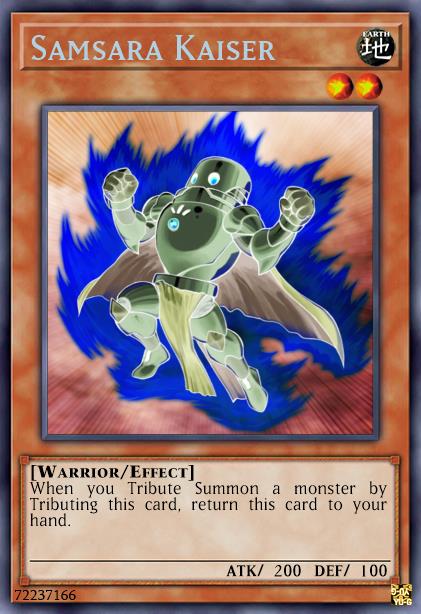 Samsara Kaiser
EARTH
地
[Warrior/Effect]
When you Tribute Summon a monster by
Tributing this card, return this card to your
hand.
ATK/ 200 DEF/ 100
72237166